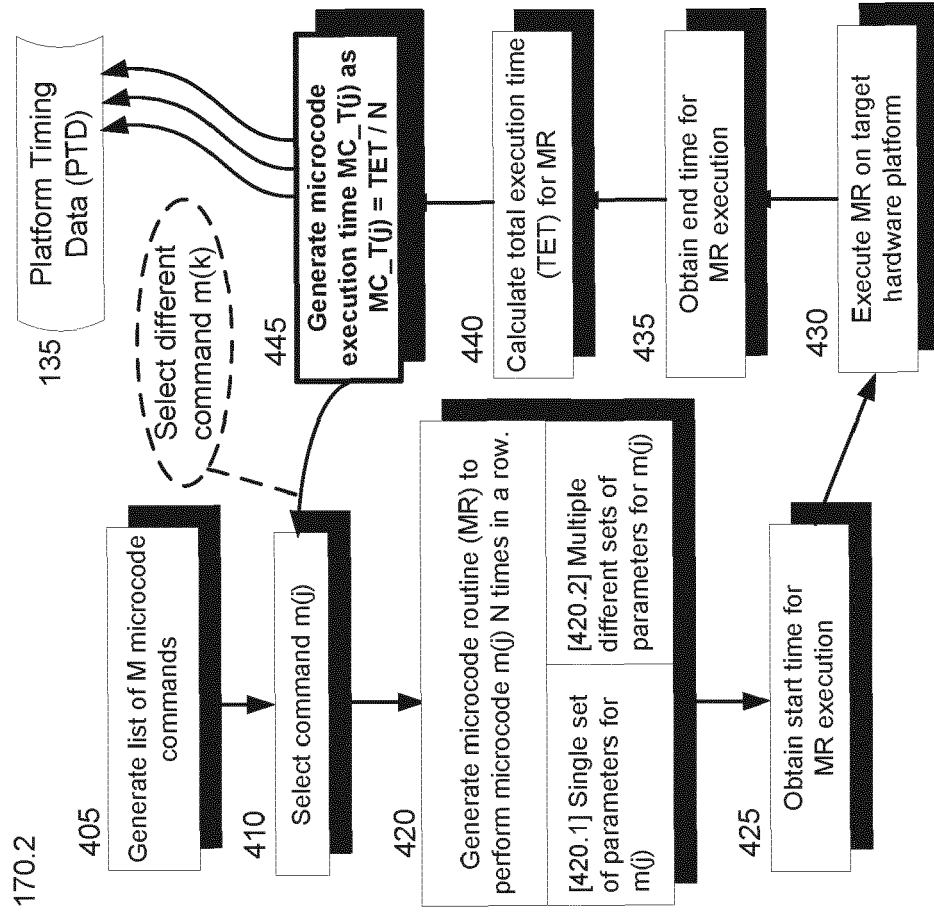 170.2
405
Generate list of M microcode
commands
410
Select command m(j)
420
Generate microcode routine (MR) to
perform microcode m(j) N times in a row.
[420.1] Single set
of parameters for
m(j)
[420.2] Multiple
different sets of
parameters for m(j)
425
Obtain start time for
MR execution
430
Execute MR on target
hardware platform
435
Obtain end time for
MR execution
440
Calculate total execution time
(TET) for MR
445
Generate microcode
execution time MC_T(j) as
MC_T(j) = TET / N
Select different
command m(k)
135
Platform Timing
Data (PTD)